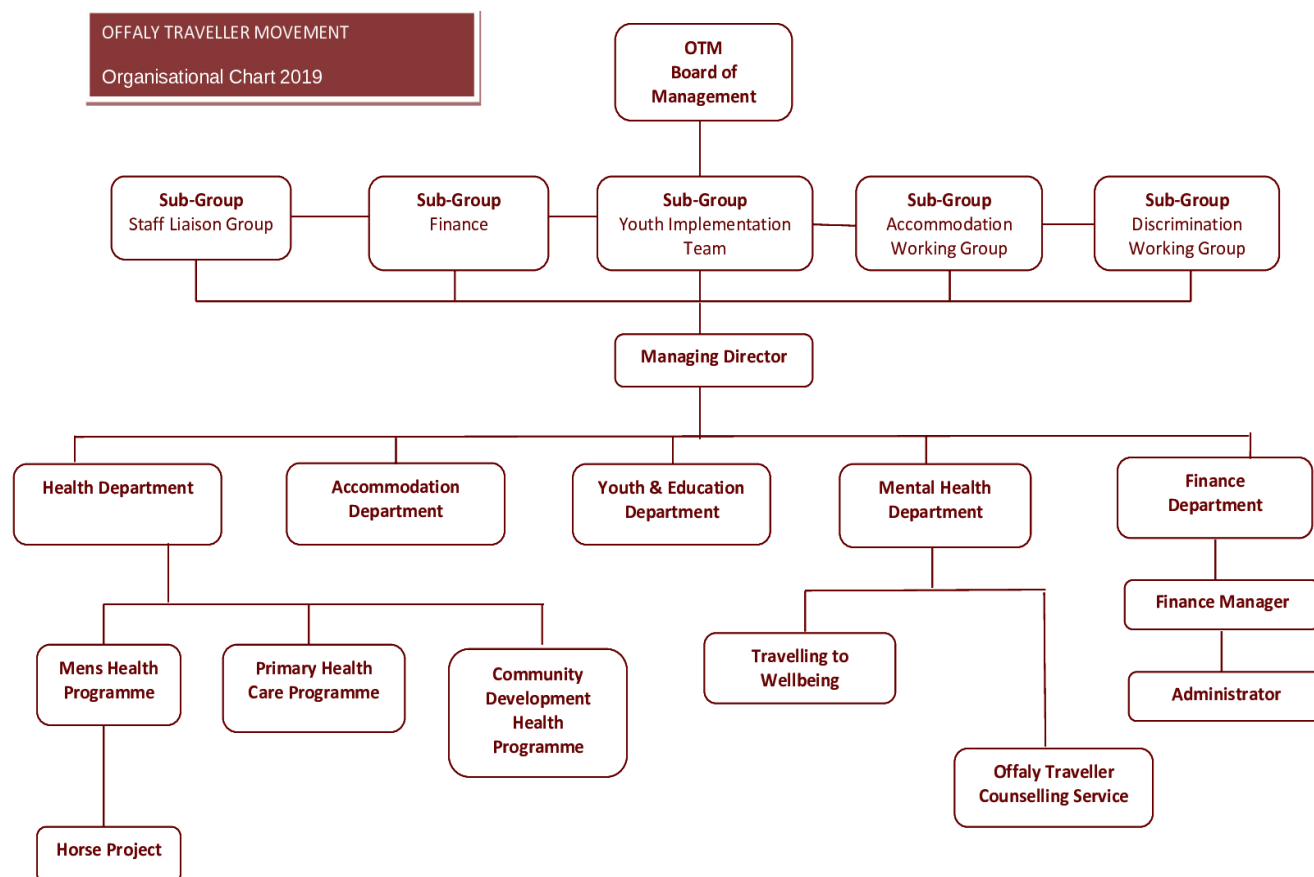 OFFALY TRAVELLER MOVEMENT
Organisational Chart 2019
OTM
Board of
Management
Sub-Group
Staff Liaison Group
Sub-Group
Finance
Sub-Group
Youth Implementation
Team
Sub-Group
Accommodation
Working Group
Sub-Group
Discrimination
Working Group
Managing Director
Health Department
Accommodation
Department
Youth & Education
Department
Mental Health
Department
Finance
Department
Finance Manager
Administrator
Mens Health
Programme
Primary Health
Care Programme
Community
Development
Health
Programme
Travelling to
Wellbeing
Offaly Traveller
Counselling Service
Horse Project